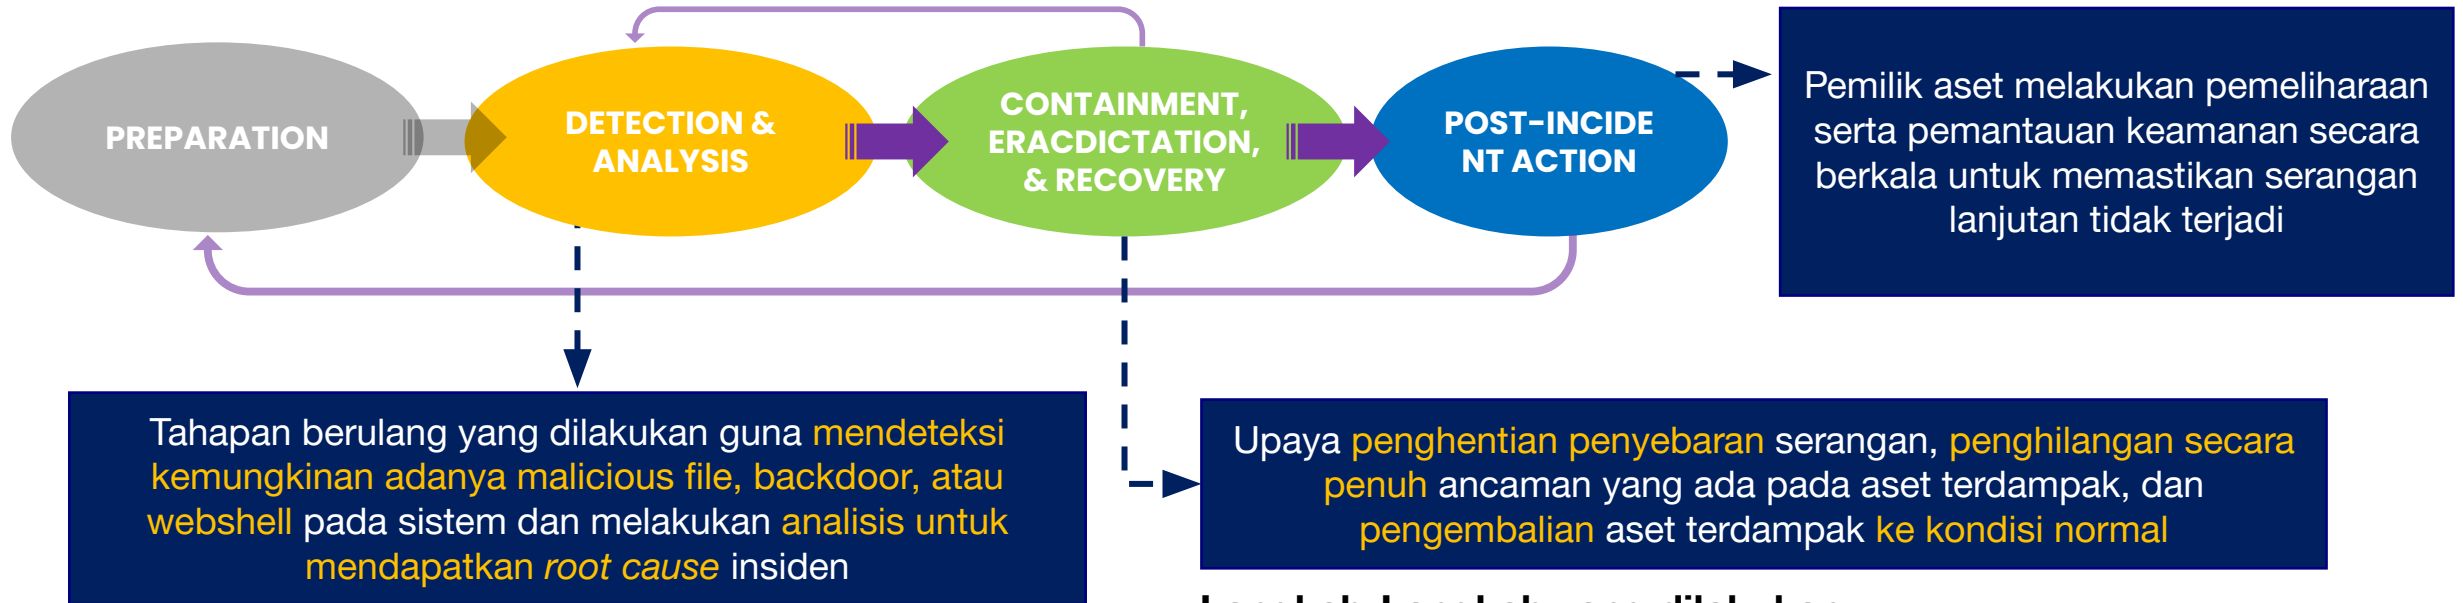 PREPARATION
DETECTION &
ANALYSIS
CONTAINMENT,
ERACDICTATION,
& RECOVERY
POST-INCIDE
NT ACTION
Pemilik aset melakukan pemeliharaan
serta pemantauan keamanan secara
berkala untuk memastikan serangan
lanjutan tidak terjadi
Tahapan berulang yang dilakukan guna mendeteksi
kemungkinan adanya malicious file, backdoor, atau
webshell pada sistem dan melakukan analisis untuk
mendapatkan root cause insiden
Upaya penghentian penyebaran serangan, penghilangan secara
penuh ancaman yang ada pada aset terdampak, dan
pengembalian aset terdampak ke kondisi normal